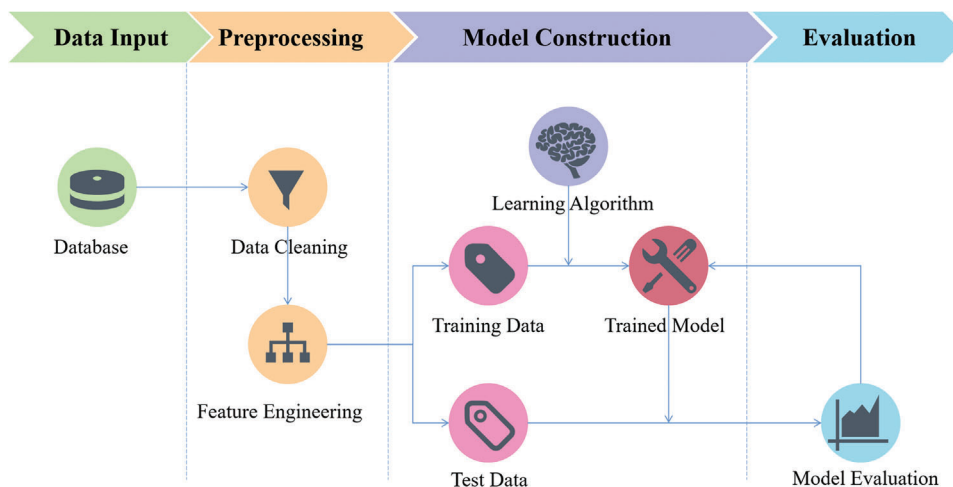 Data Input
Preprocessing
Model Construction
Evaluation
Learning Algorithm
Database
Data Cleaning
Training Data
Trained Model
Feature Engineering
Test Data
Model Evaluation